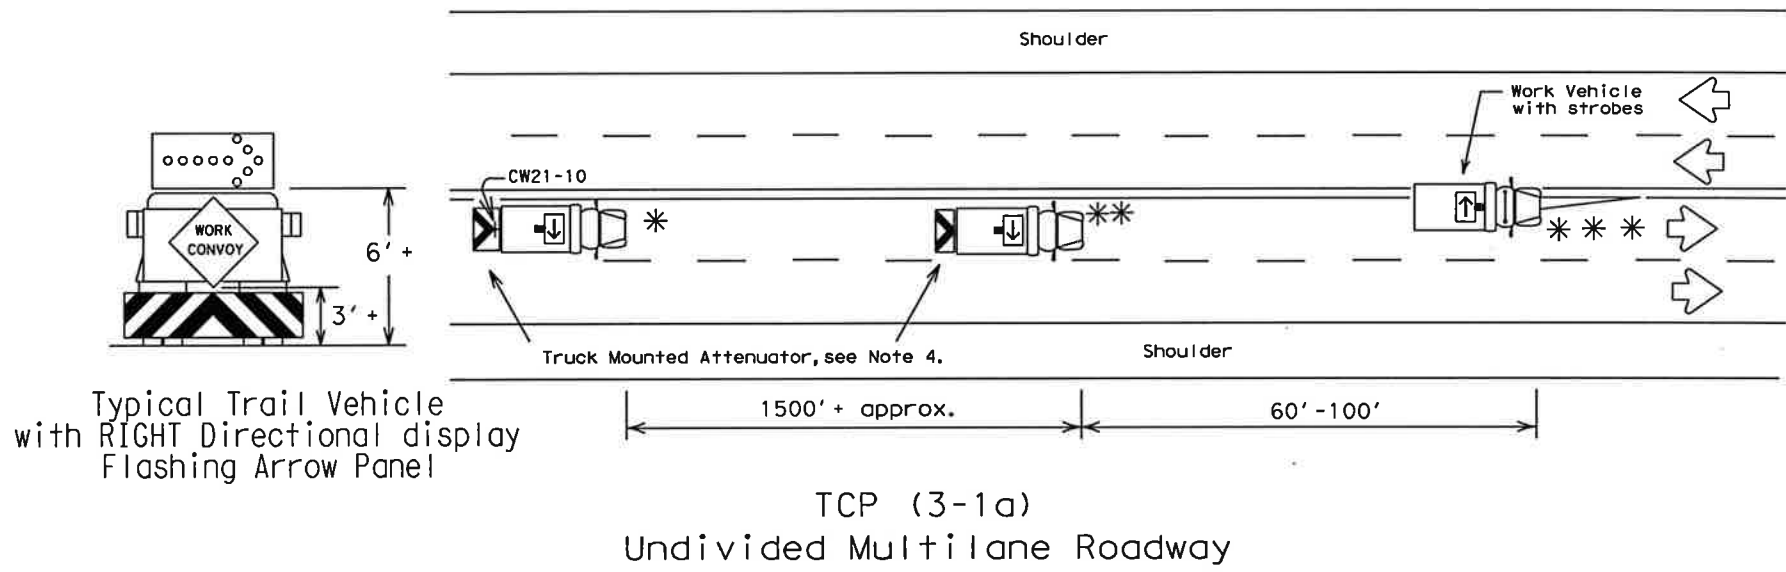 Shoulder
Work Vehicle
with strobes
CW21-10
*
**
* * *
WORK
CONVOY
6' +
3' +
Truck Mounted Attenuator, see Note 4.
Shoulder
Typical Trail Vehicle
with RIGHT Directional display
Flashing Arrow Panel
1500' + approx.
60' -100'
TCP (3-1a)
Undivided Multilane Roadway